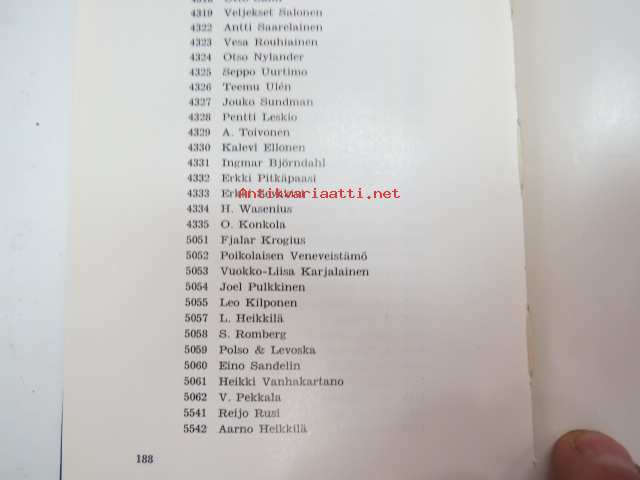 4319 Veljekset Salonen
4322 Antti Saarelainen
4323 Vesa Rouhiainen
4324 Otso Nylander
4325 Seppo Uurtimo
4326 Teemu Ulén
4327 Jouko Sundman
4328 Pentti Leskio
4329 A. Toivonen
4330 Kalevi Ellonen
4331 Ingmar Björndahl
4332 Erkki Pitkäpaasi
4333 Erkki
Antikvariaatti.net
4334 H. Wasenius
4335 O. Konkola
5051 Fjalar Krogius
5052 Poikolaisen Veneveistämö
5053 Vuokko-Liisa Karjalainen
5054 Joel Pulkkinen
5055 Leo Kilponen
5057 L. Heikkilä
5058 S. Romberg
5059 Polso & Levoska
5060 Eino Sandelin
5061 Heikki Vanhakartano
5062 V. Pekkala
5541 Reijo Rusi
5542 Aarno Heikkilä
188